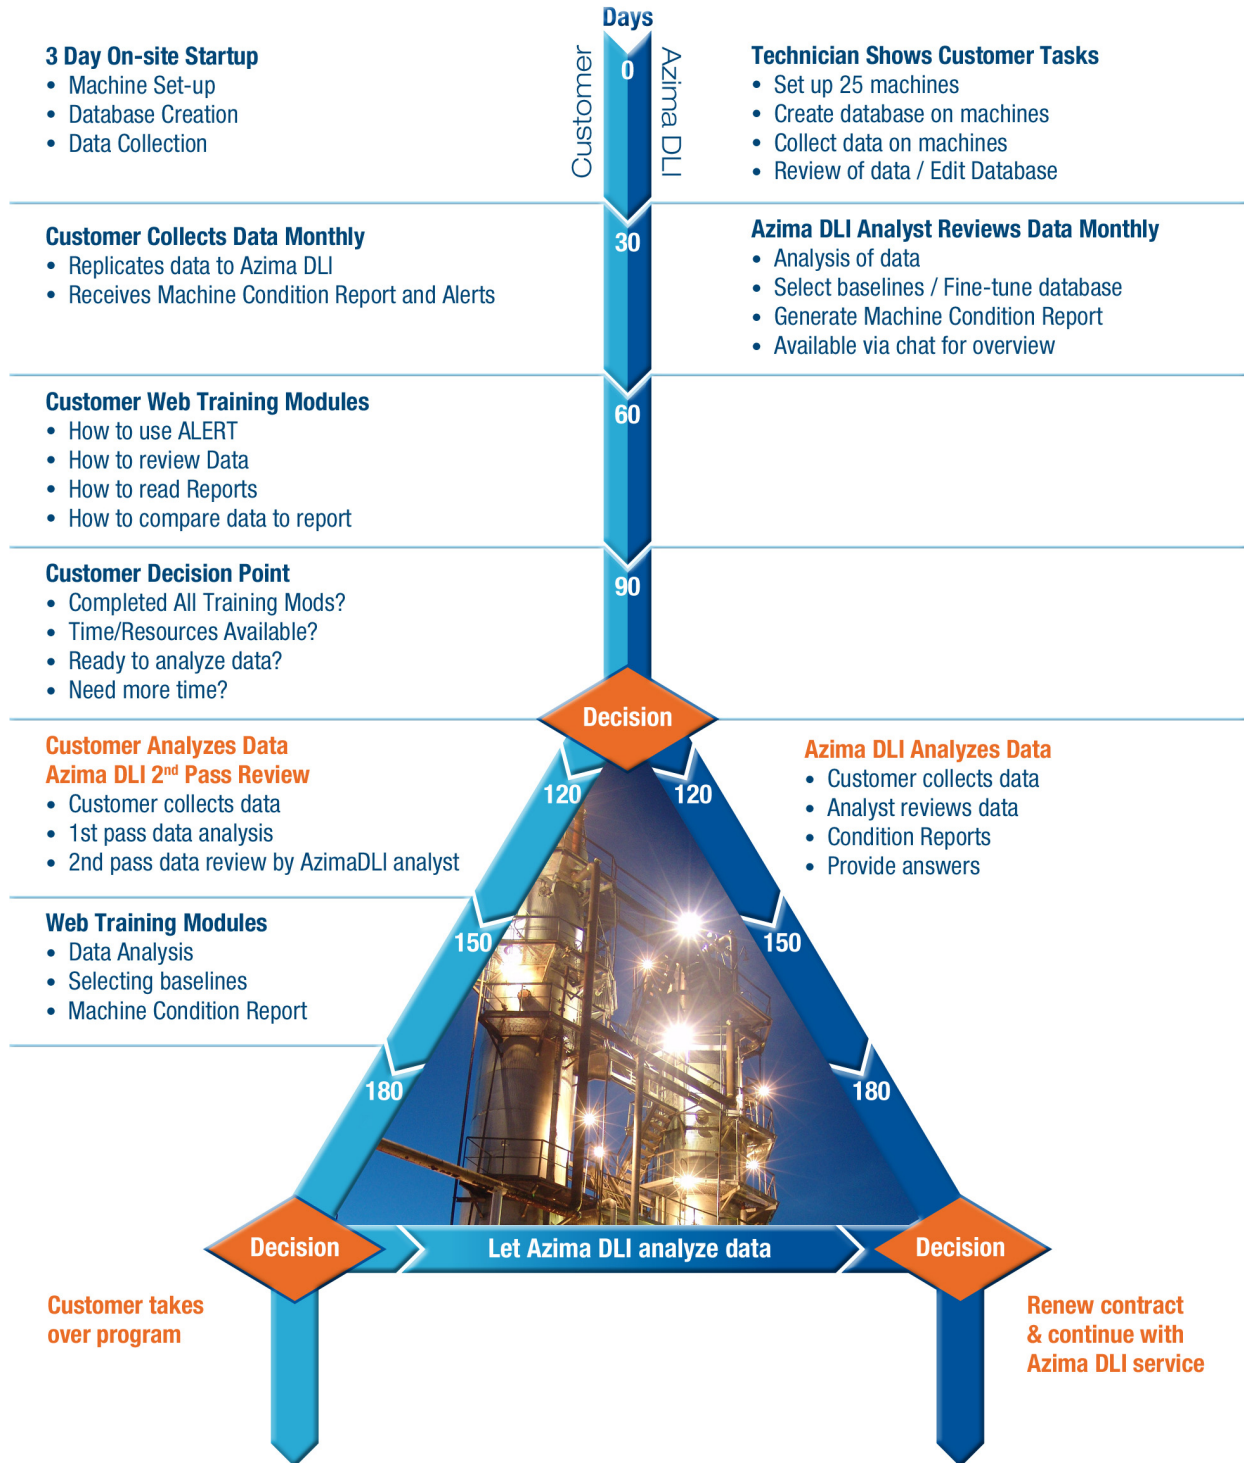 Days
Customer
Azima DLI
0
3 Day On-site Startup
• Machine Set-up
• Database Creation
• Data Collection
Technician Shows Customer Tasks
• Set up 25 machines
• Create database on machines
• Collect data on machines
• Review of data / Edit Database
30
Customer Collects Data Monthly
• Replicates data to Azima DLI
• Receives Machine Condition Report and Alerts
Azima DLI Analyst Reviews Data Monthly
• Analysis of data
• Select baselines / Fine-tune database
• Generate Machine Condition Report
• Available via chat for overview
60
Customer Web Training Modules
• How to use ALERT
• How to review Data
• How to read Reports
• How to compare data to report
90
Customer Decision Point
• Completed All Training Mods?
• Time/Resources Available?
• Ready to analyze data?
• Need more time?
Decision
Customer Analyzes Data
Azima DLI 2nd Pass Review
• Customer collects data
• 1st pass data analysis
• 2nd pass data review by AzimaDLI analyst
120
120
Azima DLI Analyzes Data
• Customer collects data
• Analyst reviews data
• Condition Reports
• Provide answers
Web Training Modules
• Data Analysis
• Selecting baselines
• Machine Condition Report
150
150
180
180
Decision
Let Azima DLI analyze data
Decision
Customer takes
over program
Renew contract
& continue with
Azima DLI service